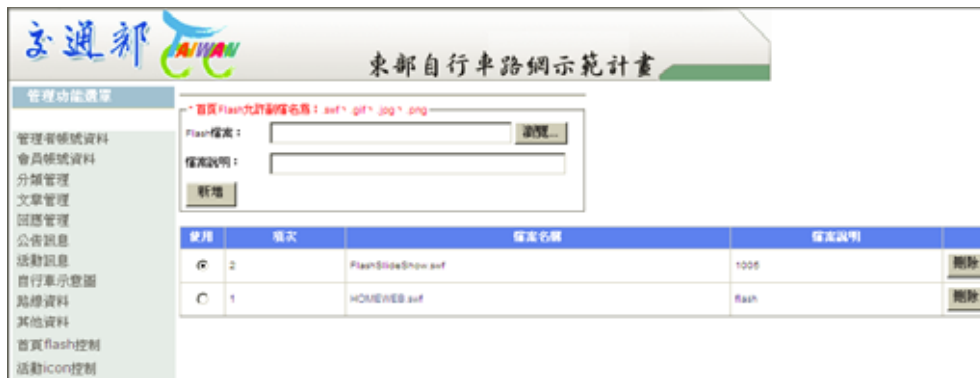 交通部 TAIWAN
東部自行車路網示範計畫
管理功能選單
管理者帳號資料
會員帳號資料
分類管理
文章管理
回應管理
公告訊息
活動訊息
自行車示意圖
路線資料
其他資料
首頁flash控制
活動icon控制
*首頁Flash允許副檔名為：.swf、.gif、.jpg、.png
Flash檔案： 瀏覽...
檔案說明：
新增
使用 項次 檔案名稱 檔案說明
2 FlashSlideShow.swf 1005 刪除
1 HOMEWEB.swf flash 刪除